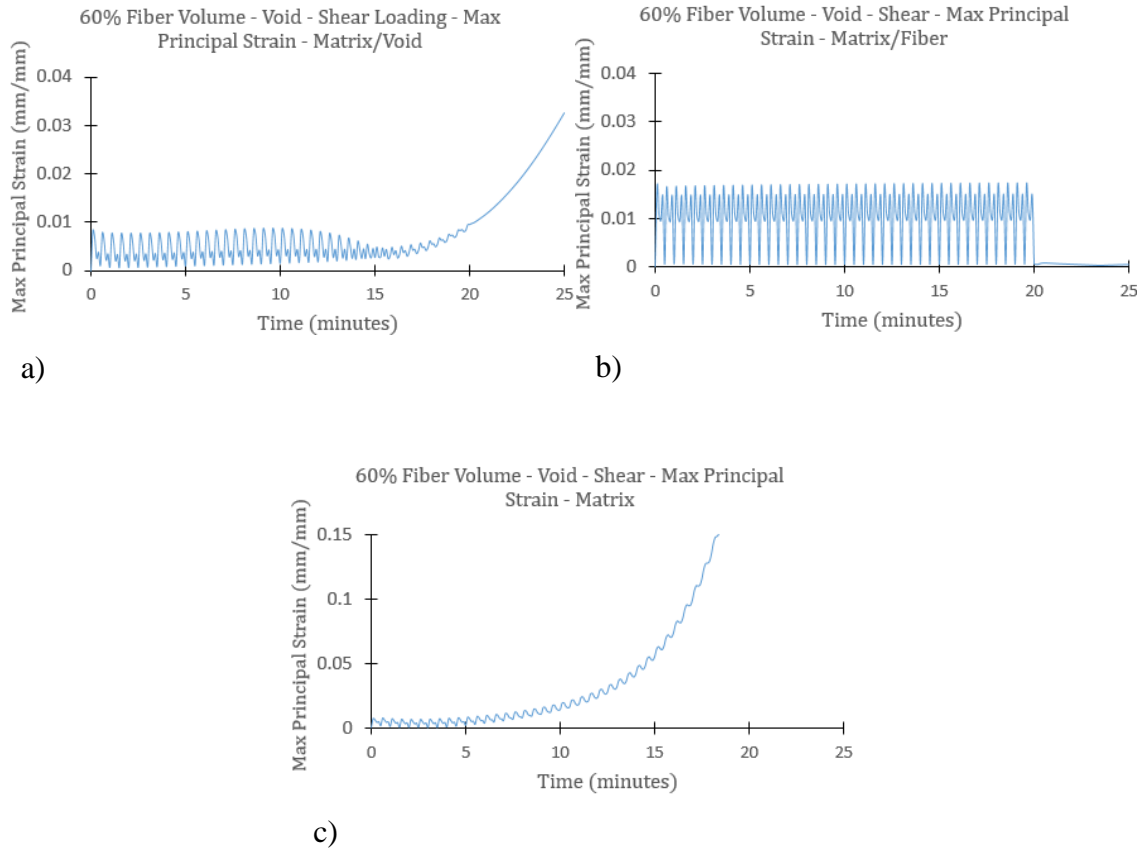 60% Fiber Volume - Void - Shear Loading - Max
Principal Strain - Matrix/Void
Max Principal Strain (mm/mm)
0.04
0.03
0.02
0.01
0
0 5 10 15 20 25
Time (minutes)
a)
60% Fiber Volume - Void - Shear - Max Principal
Strain - Matrix/Fiber
Max Principal Strain (mm/mm)
0.04
0.03
0.02
0.01
0
0 5 10 15 20 25
Time (minutes)
b)
60% Fiber Volume - Void - Shear - Max Principal
Strain - Matrix
Max Principal Strain (mm/mm)
0.15
0.1
0.05
0
0 5 10 15 20 25
Time (minutes)
c)